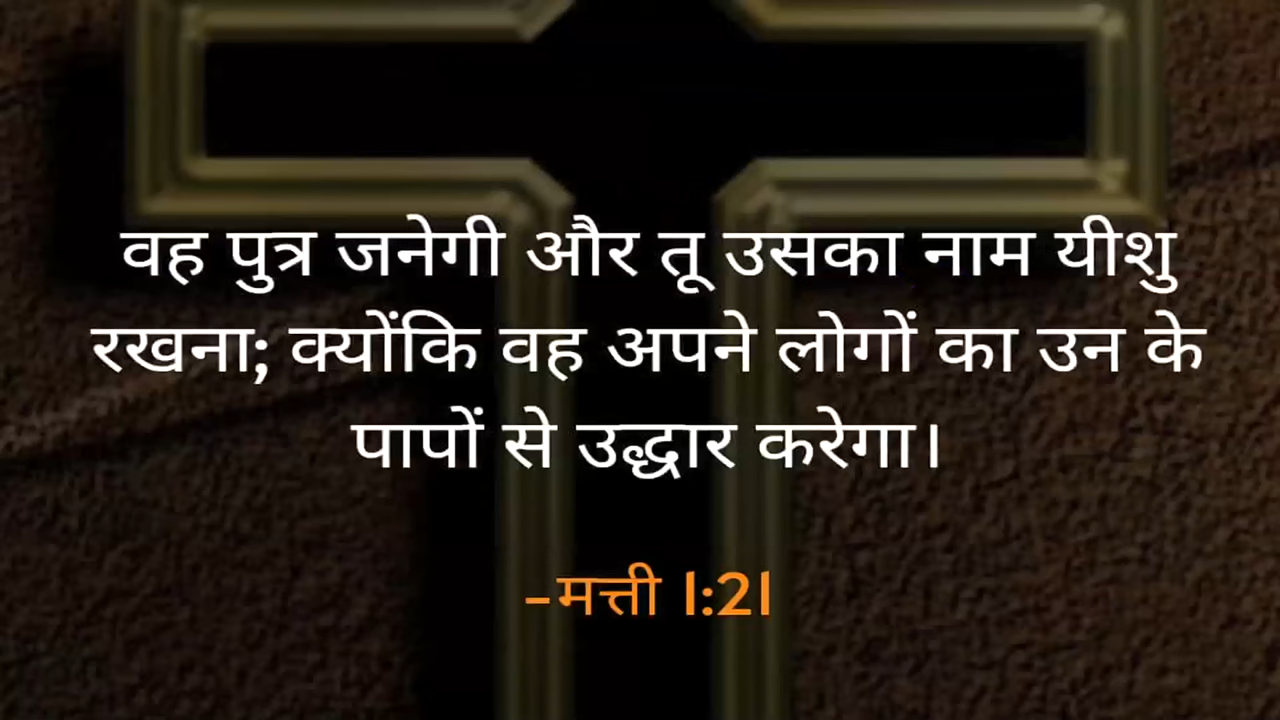 वह पुत्र जनेगी और तू उसका नाम यीशु
रखना; क्योंकि वह अपने लोगों का उन के
पापों से उद्धार करेगा।
-मत्ती 1:21